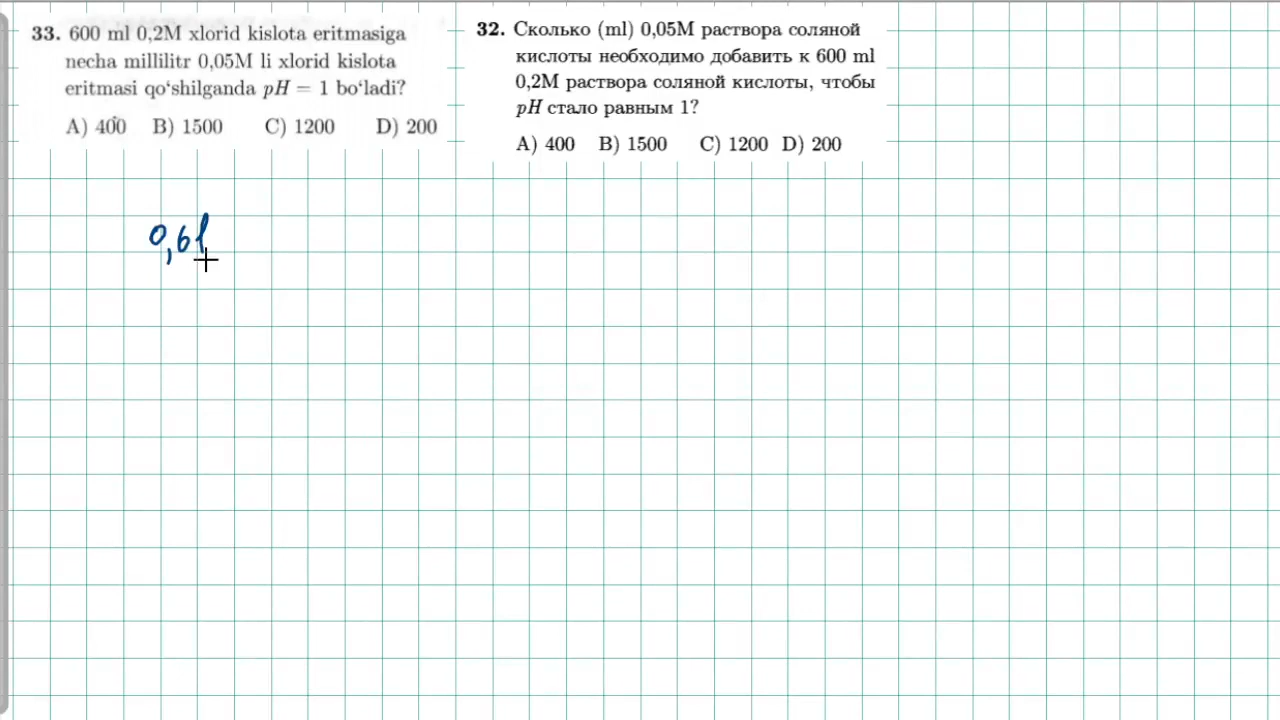 33. 600 ml 0,2M xlorid kislota eritmasiga
necha millilitr 0,05M li xlorid kislota
eritmasi qo‘shilganda pH = 1 bo‘ladi?
A) 400 B) 1500 C) 1200 D) 200
32. Сколько (ml) 0,05M раствора соляной
кислоты необходимо добавить к 600 ml
0,2M раствора соляной кислоты, чтобы
pH стало равным 1?
A) 400 B) 1500 C) 1200 D) 200
0,6l